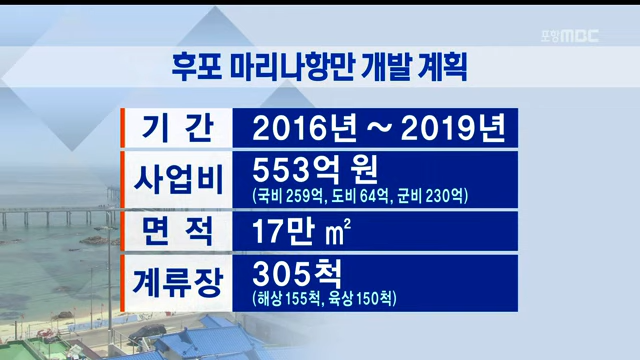 포항MBC
후포 마리나항만 개발 계획
기 간 2016년 ~ 2019년
사업비 553억 원
(국비 259억, 도비 64억, 군비 230억)
면 적 17만 ㎡
계류장 305척
(해상 155척, 육상 150척)